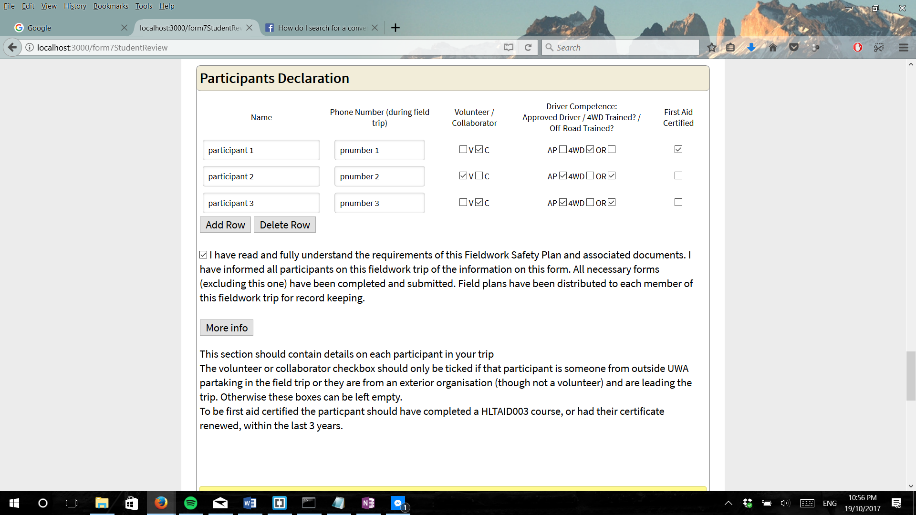 File Edit View History Bookmarks Tools Help
Google
localhost:3000/form?StudentRe
How do I search for a conv
localhost:3000/form?StudentReview
Search
Participants Declaration
Name
Phone Number (during field
trip)
Volunteer /
Collaborator
Driver Competence:
Approved Driver / 4WD Trained? /
Off Road Trained?
First Aid
Certified
participant 1 pnumber 1 V C AP 4WD OR
participant 2 pnumber 2 V C AP 4WD OR
participant 3 pnumber 3 V C AP 4WD OR
Add Row Delete Row
I have read and fully understand the requirements of this Fieldwork Safety Plan and associated documents. I
have informed all participants on this fieldwork trip of the information on this form. All necessary forms
(excluding this one) have been completed and submitted. Field plans have been distributed to each member of
this fieldwork trip for record keeping.
More info
This section should contain details on each participant in your trip
The volunteer or collaborator checkbox should only be ticked if that participant is someone from outside UWA
partaking in the field trip or they are from an exterior organisation (though not a volunteer) and are leading the
trip. Otherwise these boxes can be left empty.
To be first aid certified the particpant should have completed a HLTAID003 course, or had their certificate
renewed, within the last 3 years.
ENG
10:56 PM
19/10/2017
1